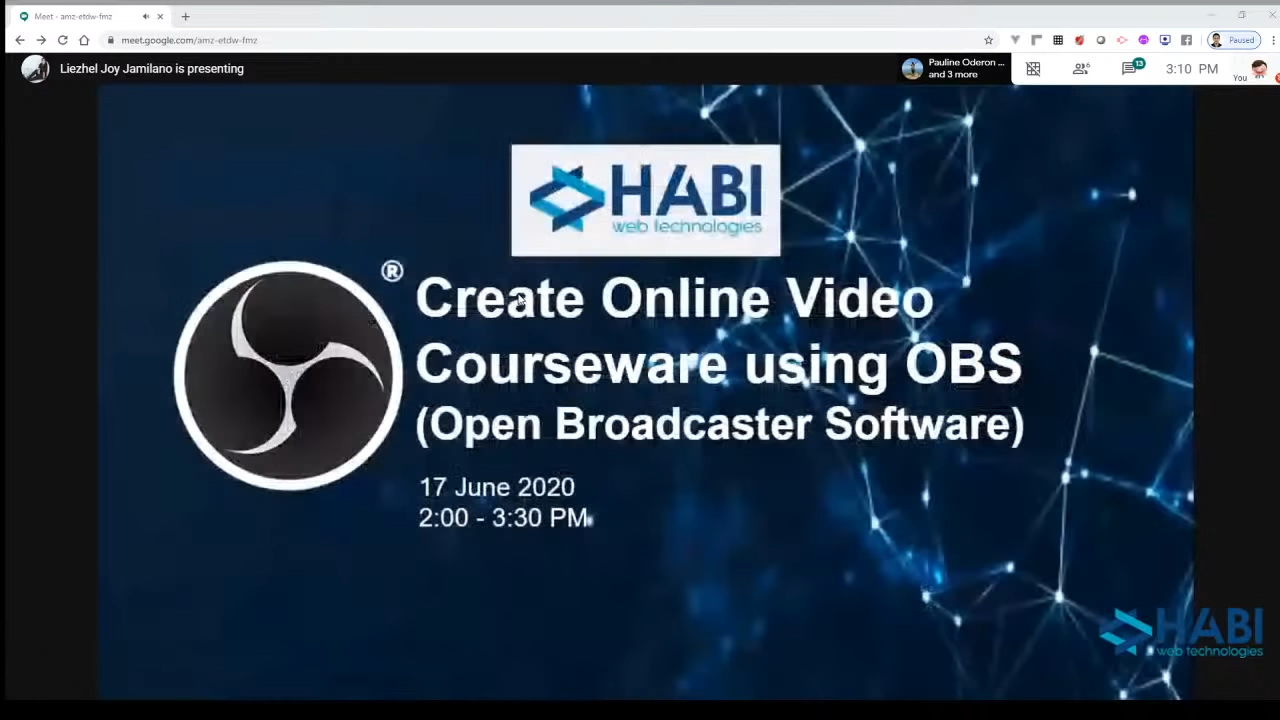 Meet - amz-etdw-fmz
meet.google.com/amz-etdw-fmz
Paused
Liezhel Joy Jamilano is presenting
Pauline Oderon ...
and 3 more
6
13
3:10 PM
You
HABI
web technologies
®
Create Online Video
Courseware using OBS
(Open Broadcaster Software)
17 June 2020
2:00 - 3:30 PM
HABI
web technologies